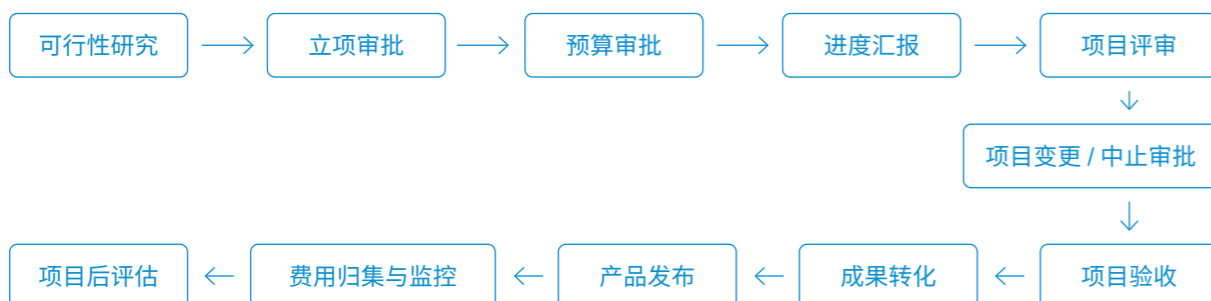 可行性研究
立项审批
预算审批
进度汇报
项目评审
项目变更 / 中止审批
项目验收
成果转化
产品发布
费用归集与监控
项目后评估